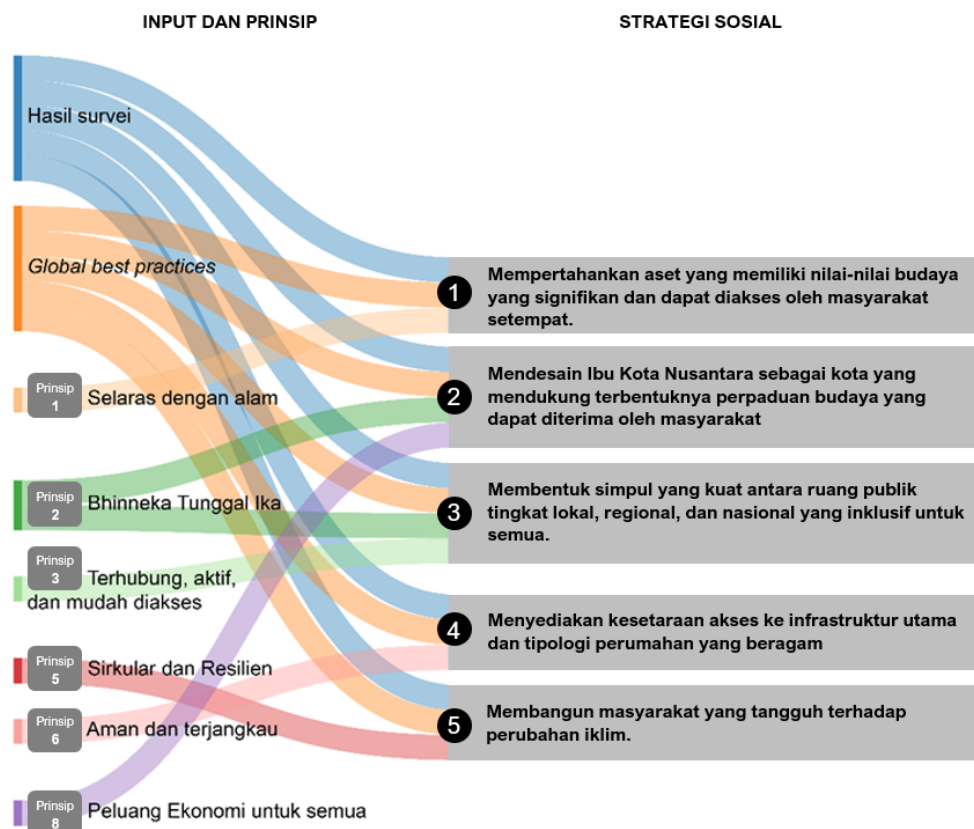 INPUT DAN PRINSIP
STRATEGI SOSIAL
Hasil survei
Global best practices
Prinsip
1
Selaras dengan alam
Prinsip
2
Bhinneka Tunggal Ika
Prinsip
3
Terhubung, aktif,
dan mudah diakses
Prinsip
5
Sirkular dan Resilien
Prinsip
6
Aman dan terjangkau
Prinsip
8
Peluang Ekonomi untuk semua
1
Mempertahankan aset yang memiliki nilai-nilai budaya
yang signifikan dan dapat diakses oleh masyarakat
setempat.
2
Mendesain Ibu Kota Nusantara sebagai kota yang
mendukung terbentuknya perpaduan budaya yang
dapat diterima oleh masyarakat
3
Membentuk simpul yang kuat antara ruang publik
tingkat lokal, regional, dan nasional yang inklusif untuk
semua.
4
Menyediakan kesetaraan akses ke infrastruktur utama
dan tipologi perumahan yang beragam
5
Membangun masyarakat yang tangguh terhadap
perubahan iklim.